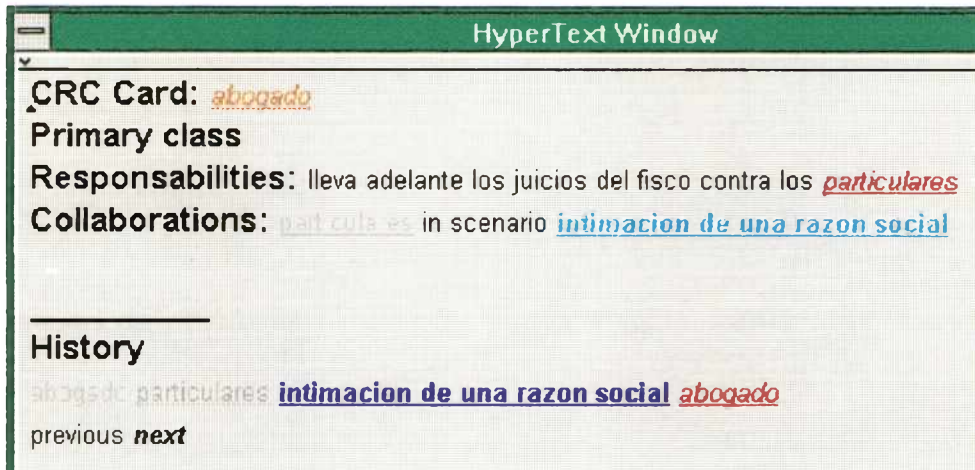 HyperText Window
CRC Card: abogado
Primary class
Responsabilities: lleva adelante los juicios del fisco contra los particulares
Collaborations: particulares in scenario intimacion de una razon social
History
abogado particulares intimacion de una razon social abogado
previous next